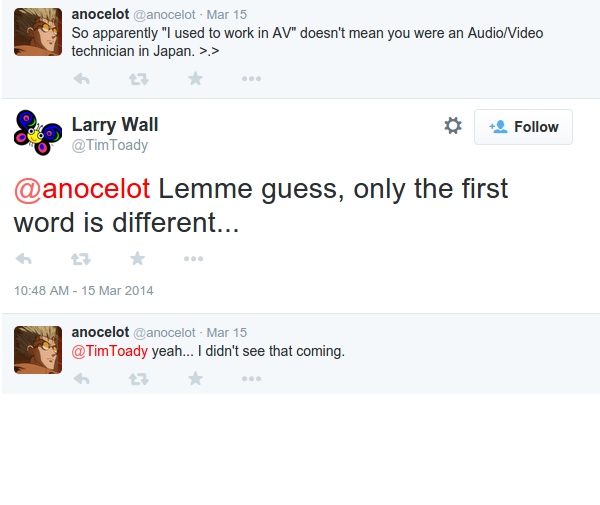 anocelot @anocelot · Mar 15
So apparently "I used to work in AV" doesn't mean you were an Audio/Video
technician in Japan. >.>
Larry Wall
@TimToady
Follow
@anocelot Lemme guess, only the first
word is different...
10:48 AM - 15 Mar 2014
anocelot @anocelot · Mar 15
@TimToady yeah... I didn't see that coming.